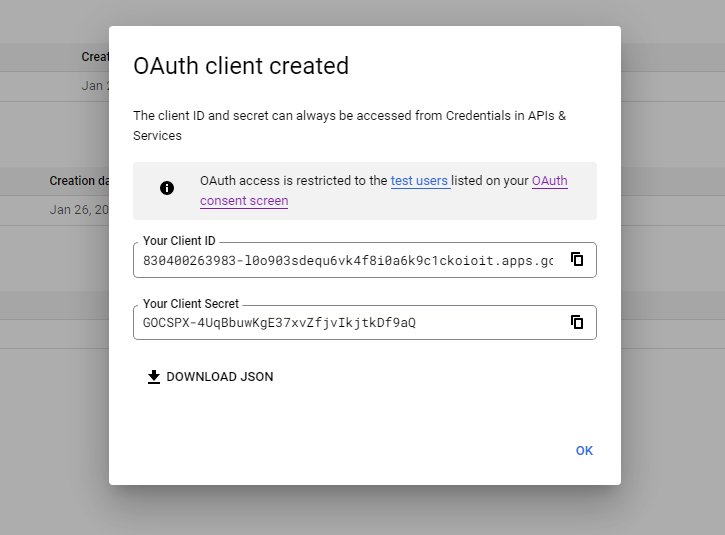 Creat
Jan 2
OAuth client created
The client ID and secret can always be accessed from Credentials in APIs &
Services
OAuth access is restricted to the test users listed on your OAuth
consent screen
Creation da
Jan 26, 20
Your Client ID
830400263983-l0o903sdequ6vk4f8i0a6k9c1ckoioit.apps.gc
Your Client Secret
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
DOWNLOAD JSON
OK